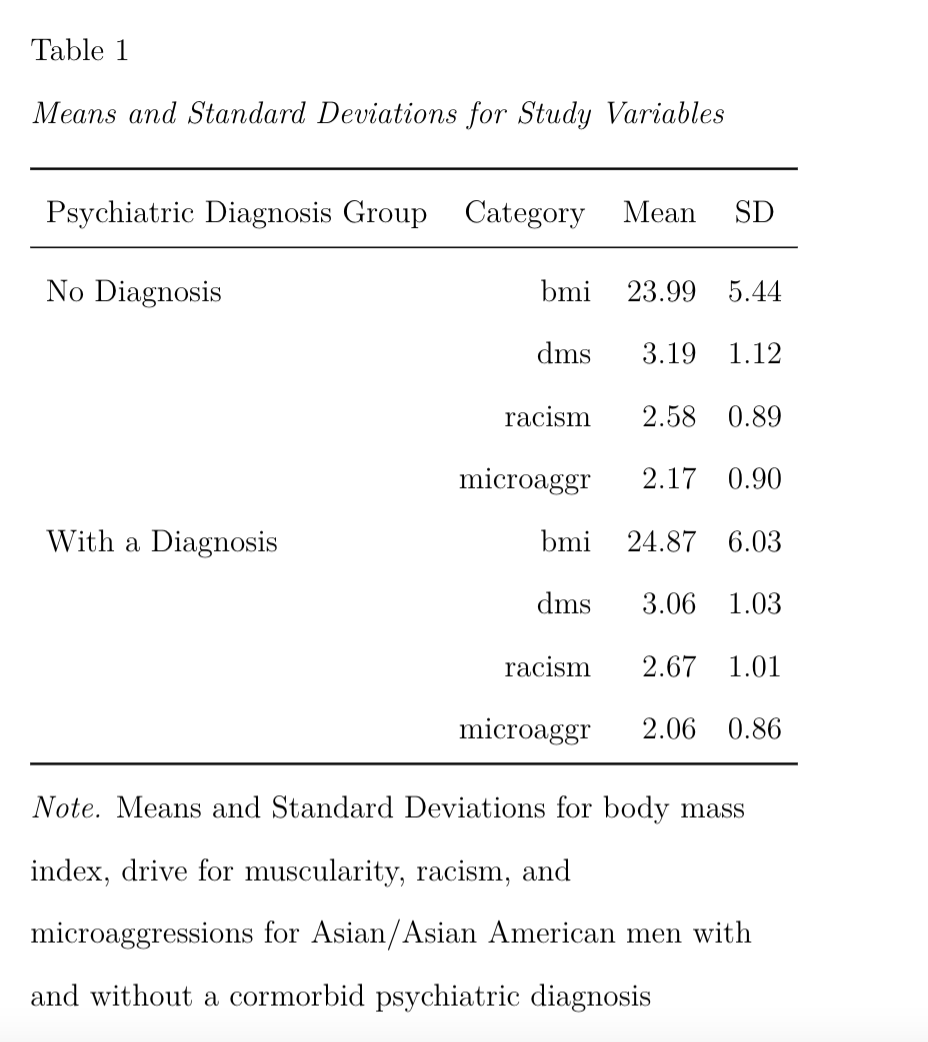 Table 1
Means and Standard Deviations for Study Variables
Psychiatric Diagnosis Group Category Mean SD
No Diagnosis bmi 23.99 5.44
dms 3.19 1.12
racism 2.58 0.89
microaggr 2.17 0.90
With a Diagnosis bmi 24.87 6.03
dms 3.06 1.03
racism 2.67 1.01
microaggr 2.06 0.86
Note. Means and Standard Deviations for body mass
index, drive for muscularity, racism, and
microaggressions for Asian/Asian American men with
and without a cormorbid psychiatric diagnosis